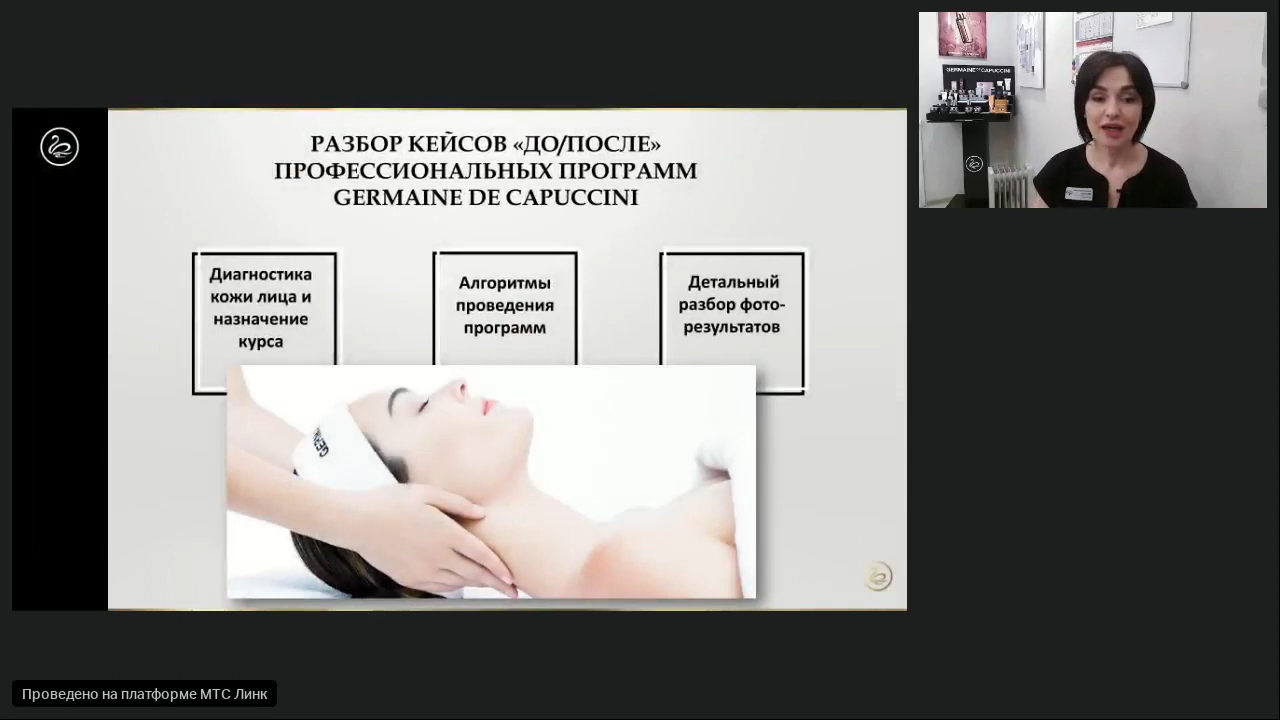 РАЗБОР КЕЙСОВ «ДО/ПОСЛЕ»
ПРОФЕССИОНАЛЬНЫХ ПРОГРАММ
GERMAINE DE CAPUCCINI
Диагностика
кожи лица и
назначение
курса
Алгоритмы
проведения
программ
Детальный
разбор фото-
результатов
GERMAINE DE CAPUCCINI
Проведено на платформе МТС Линк